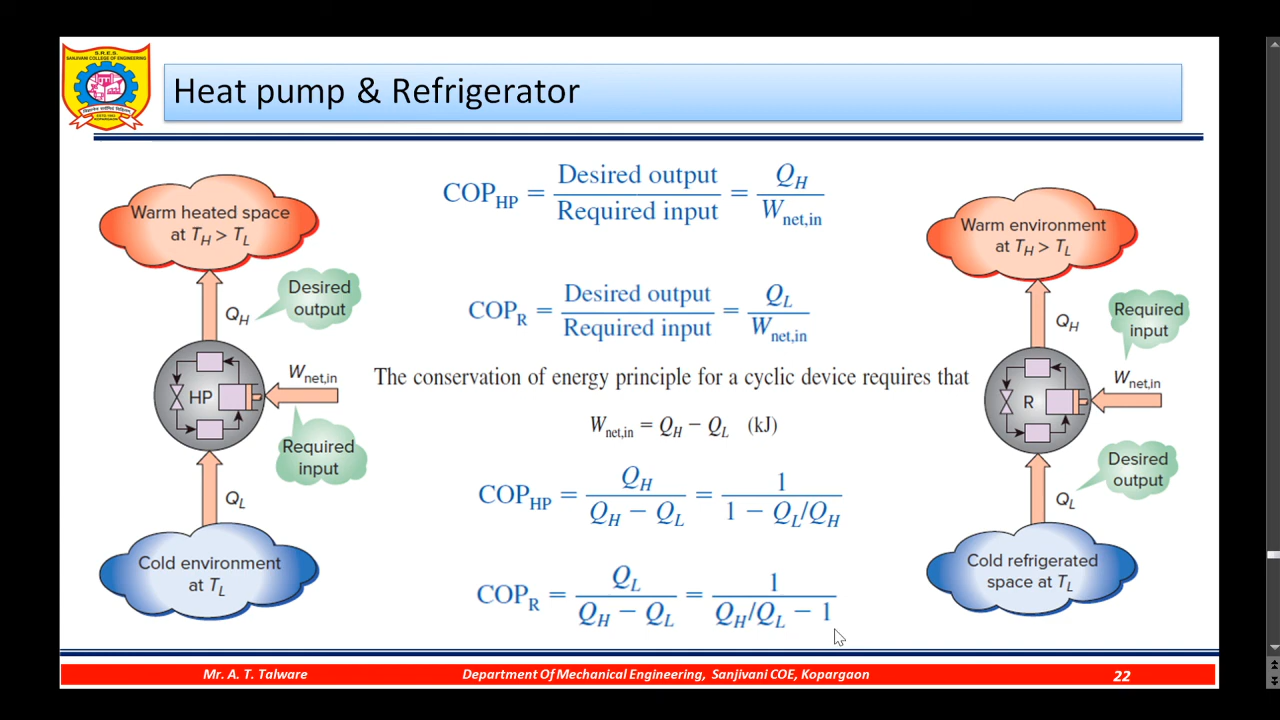 S.R.E.S.
SANJIVANI COLLEGE OF ENGINEERING
Heat pump & Refrigerator
Warm heated space
at T_H > T_L
Desired
output
Q_H
W_net,in
HP
Required
input
Q_L
Cold environment
at T_L
COP_HP = Desired output / Required input = Q_H / W_net,in
COP_R = Desired output / Required input = Q_L / W_net,in
The conservation of energy principle for a cyclic device requires that
W_net,in = Q_H − Q_L (kJ)
COP_HP = Q_H / (Q_H − Q_L) = 1 / (1 − Q_L/Q_H)
COP_R = Q_L / (Q_H − Q_L) = 1 / (Q_H/Q_L − 1)
Warm environment
at T_H > T_L
Required
input
Q_H
W_net,in
R
Desired
output
Q_L
Cold refrigerated
space at T_L
Mr. A. T. Talware
Department Of Mechanical Engineering, Sanjivani COE, Kopargaon
22